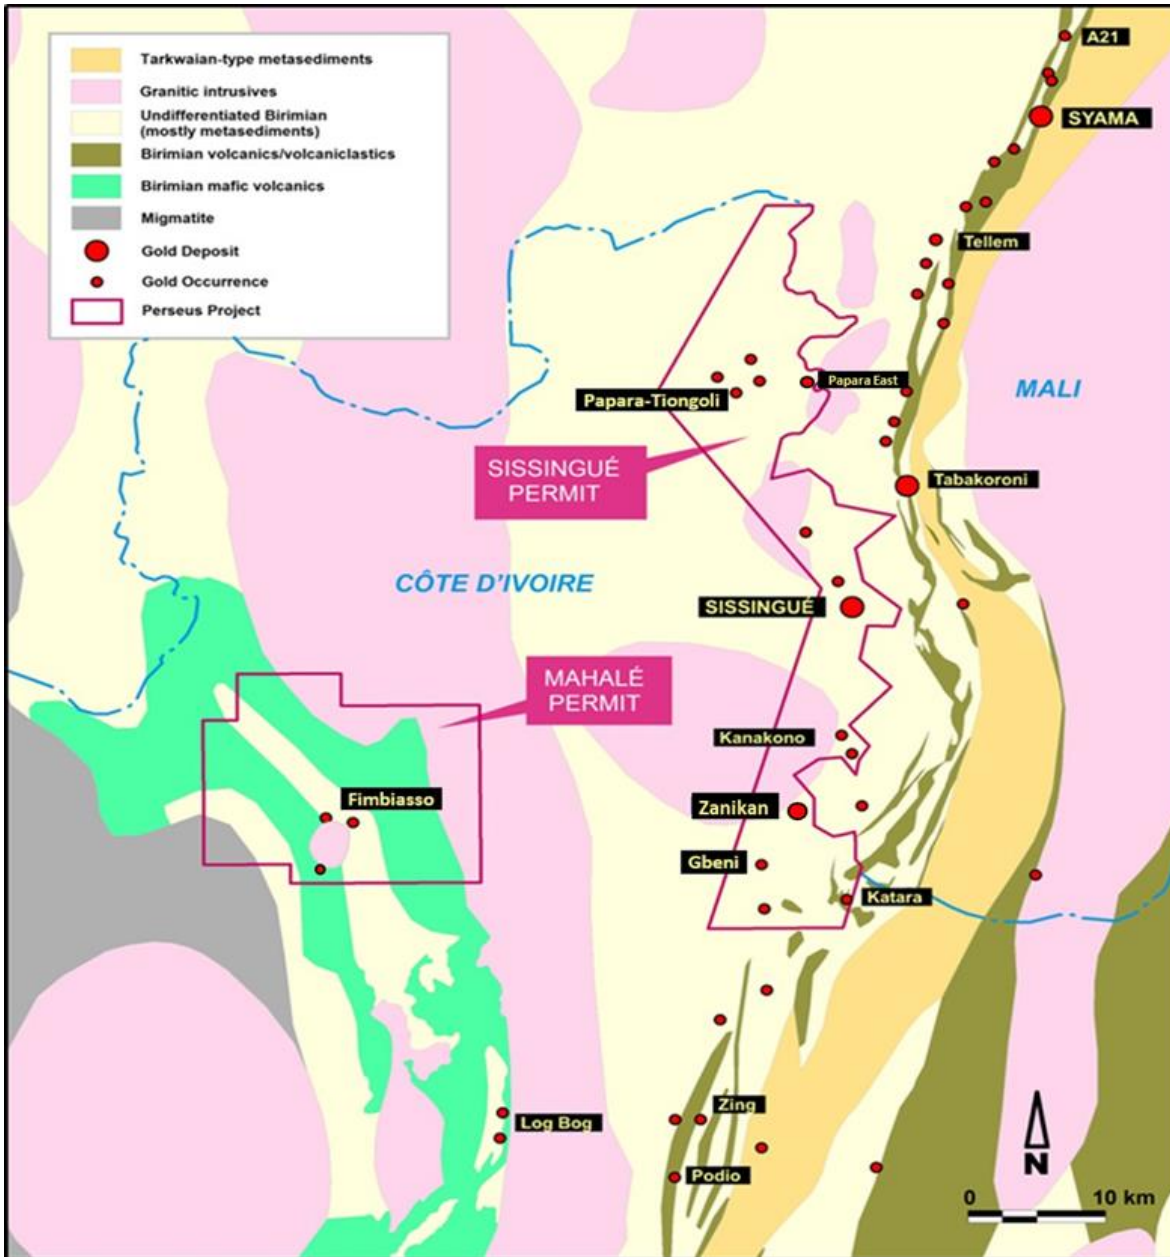 Tarkwaian-type metasediments
Granitic intrusives
Undifferentiated Birimian
(mostly metasediments)
Birimian volcanics/volcaniclastics
Birimian mafic volcanics
Migmatite
Gold Deposit
Gold Occurrence
Perseus Project
A21
SYAMA
Tellem
Papara East
MALI
Papara-Tiongoli
SISSINGUÉ
PERMIT
Tabakoroni
CÔTE D'IVOIRE
SISSINGUÉ
MAHALÉ
PERMIT
Kanakono
Fimbiasso
Zanikan
Gbeni
Katara
Zing
Log Bog
Podio
N
0 10 km